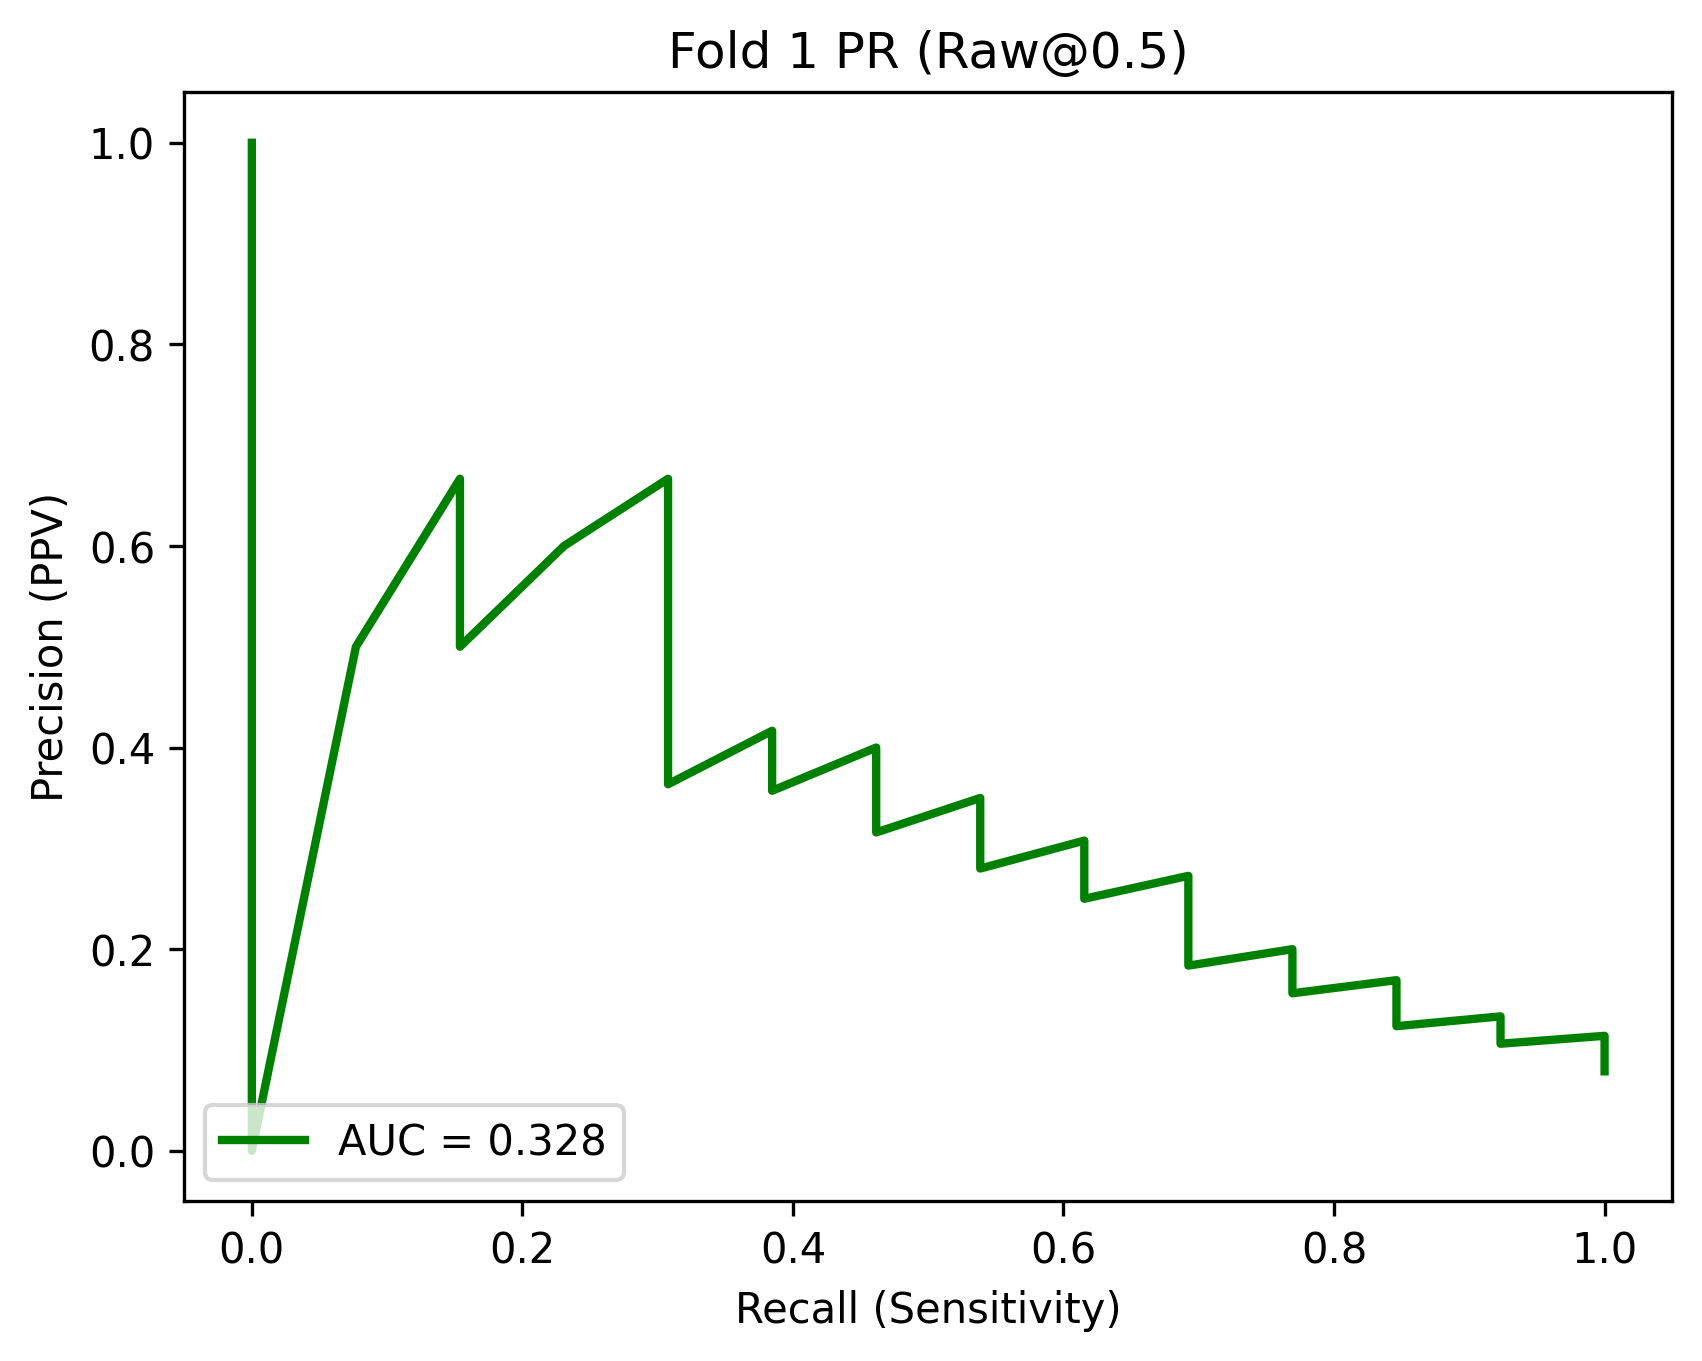 Fold 1 PR (Raw@0.5)
Precision (PPV)
1.0
0.8
0.6
0.4
0.2
0.0
AUC = 0.328
0.0 0.2 0.4 0.6 0.8 1.0
Recall (Sensitivity)